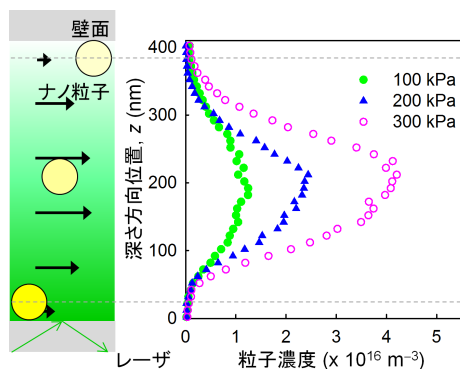 壁面
ナノ粒子
レーザ
深さ方向位置, z (nm)
400
300
200
100
0
100 kPa
200 kPa
300 kPa
0 1 2 3 4 5
粒子濃度 (x 10¹⁶ m⁻³)